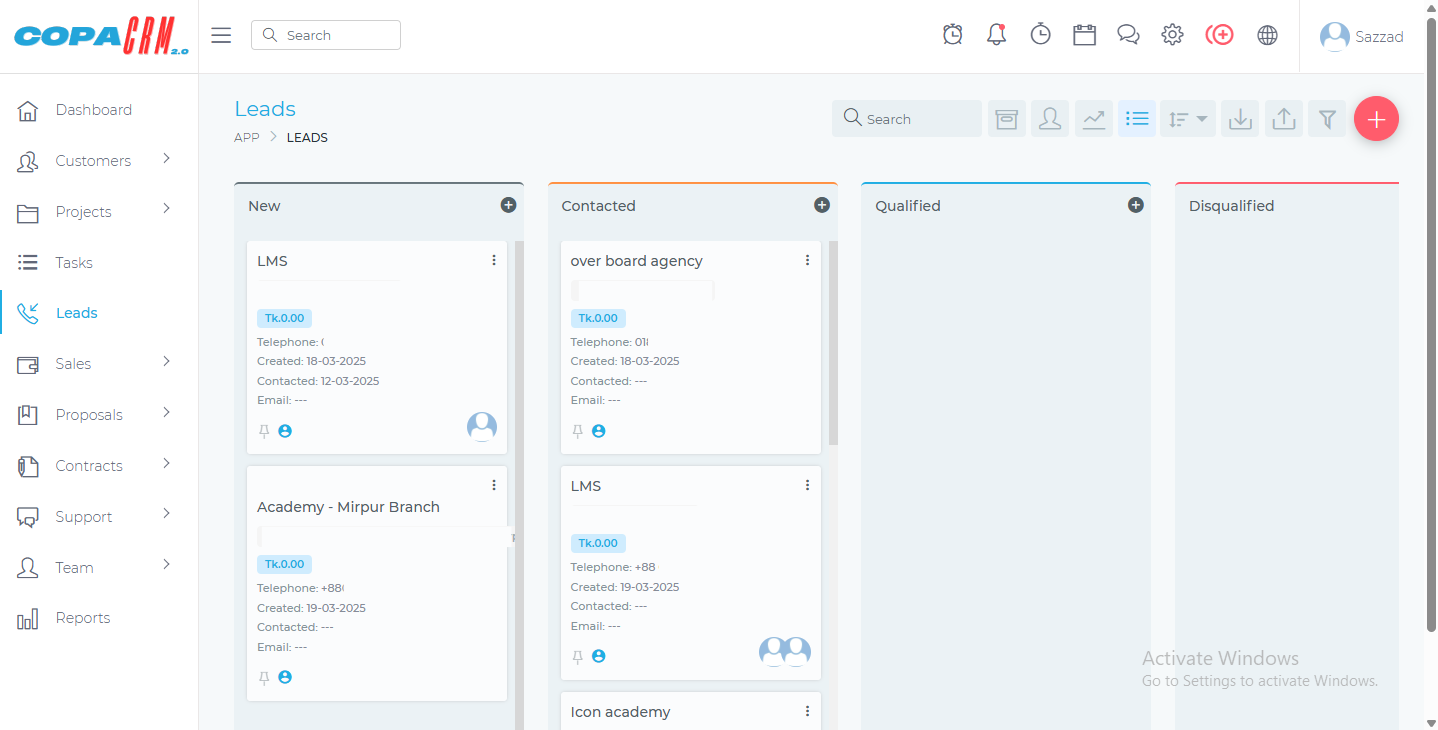 COPACRM 2.0
Search
Sazzad
Dashboard
Customers
Projects
Tasks
Leads
Sales
Proposals
Contracts
Support
Team
Reports
Leads
APP > LEADS
Search
New
LMS
Tk.0.00
Telephone:
Created: 18-03-2025
Contacted: 12-03-2025
Email: ---
Academy - Mirpur Branch
Tk.0.00
Telephone: +88
Created: 19-03-2025
Contacted: ---
Email: ---
Contacted
over board agency
Tk.0.00
Telephone: 01
Created: 18-03-2025
Contacted: ---
Email: ---
LMS
Tk.0.00
Telephone: +88
Created: 19-03-2025
Contacted: ---
Email: ---
Icon academy
Qualified
Disqualified
Activate Windows
Go to Settings to activate Windows.